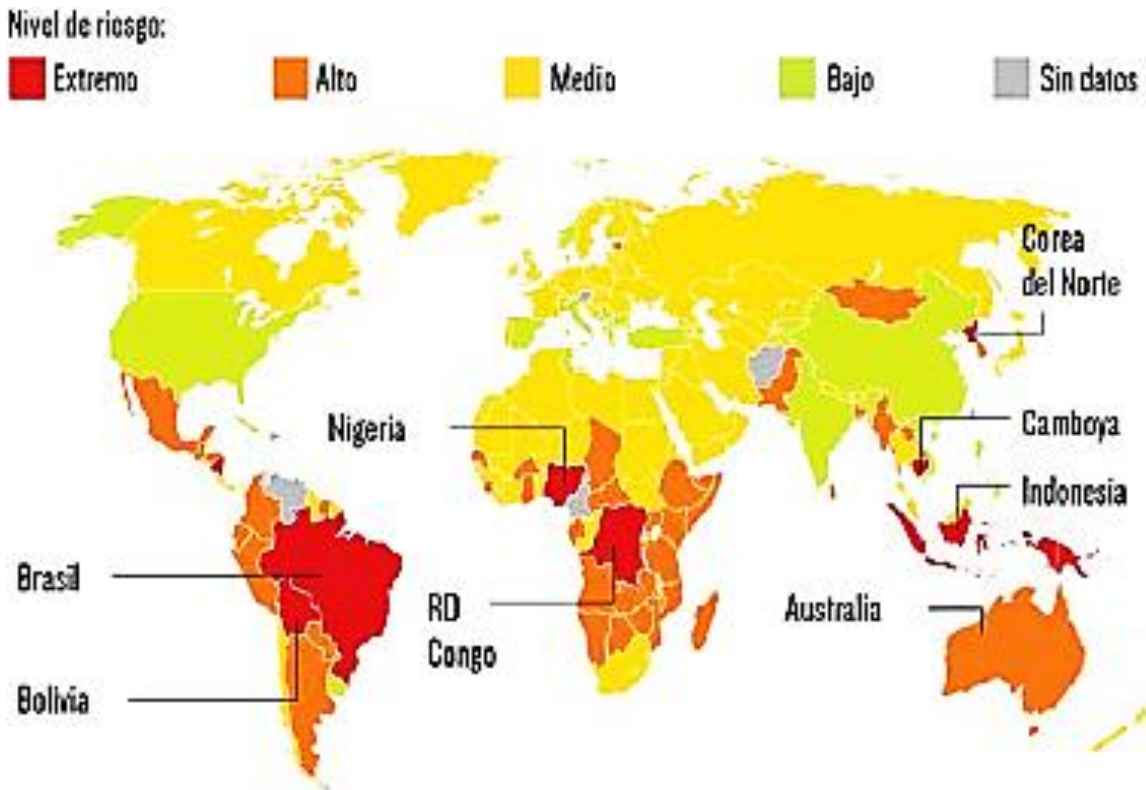 Nivel de riesgo:
Extremo
Alto
Medio
Bajo
Sin datos
Corea
del Norte
Nigeria
Camboya
Indonesia
Brasil
RD
Congo
Australia
Bolivia